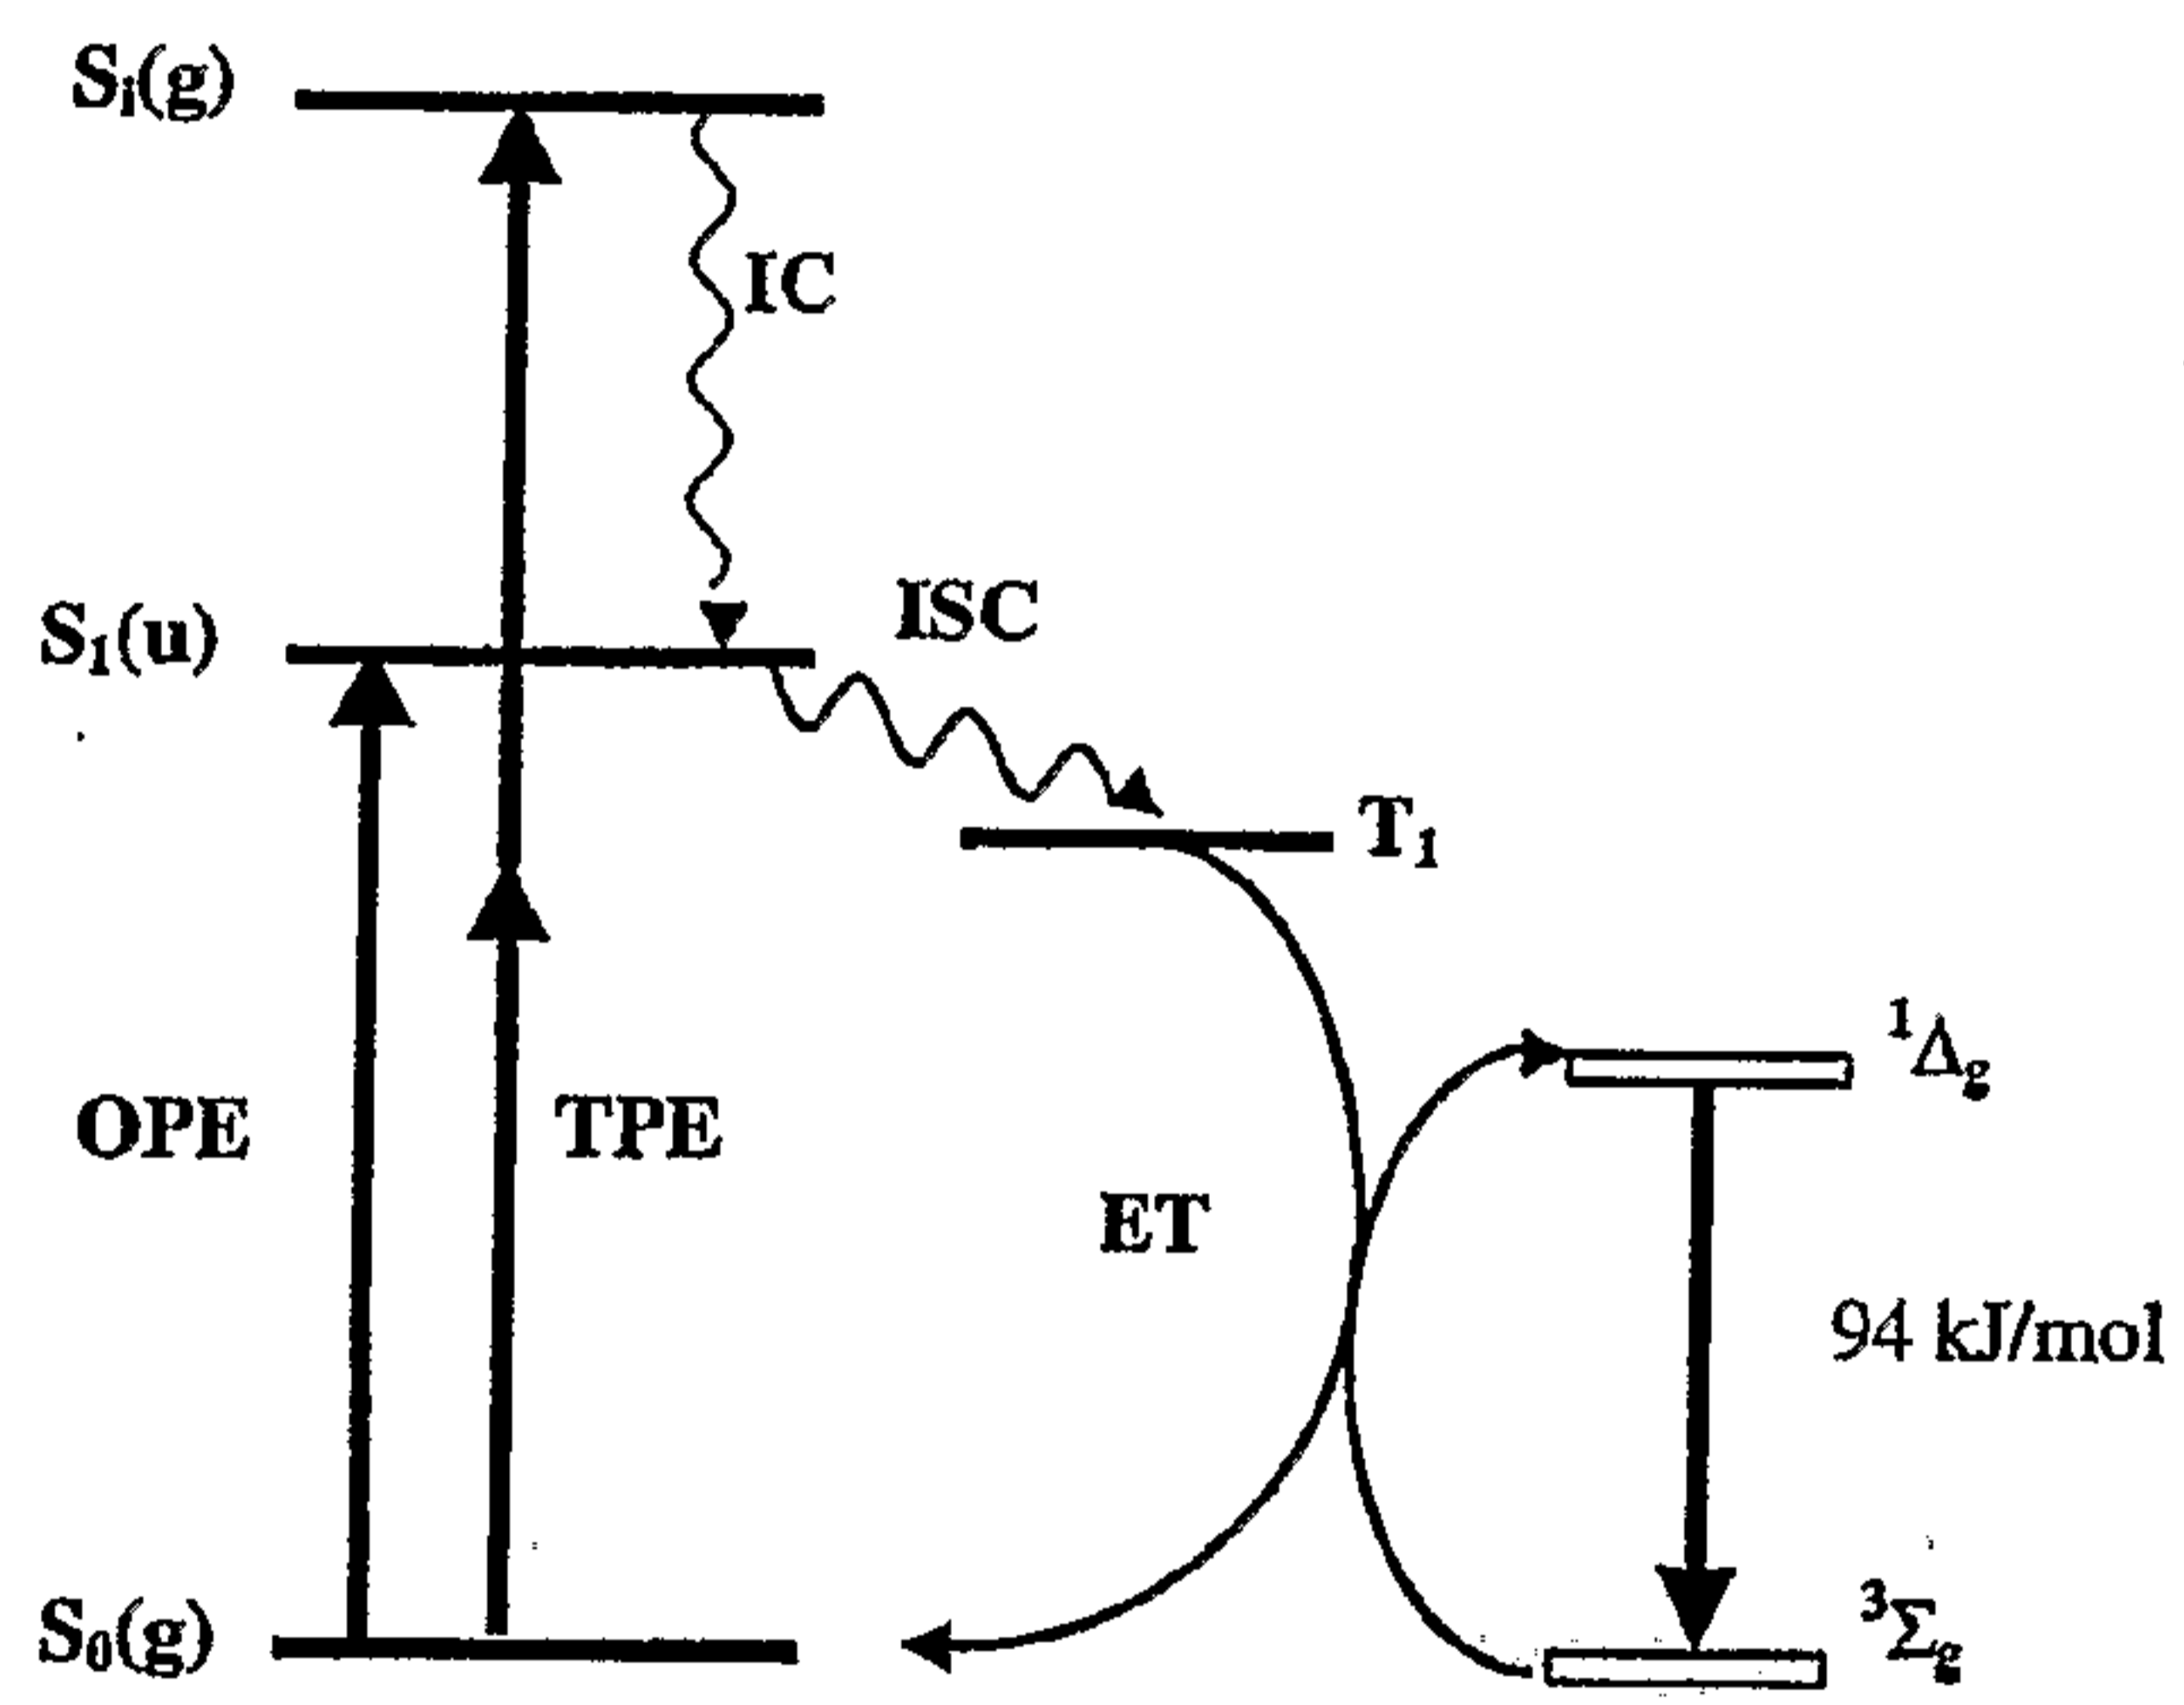 Sᵢ(g)
IC
S₁(u)
ISC
T₁
¹Δg
OPE
TPE
ET
94 kJ/mol
S₀(g)
³Σg